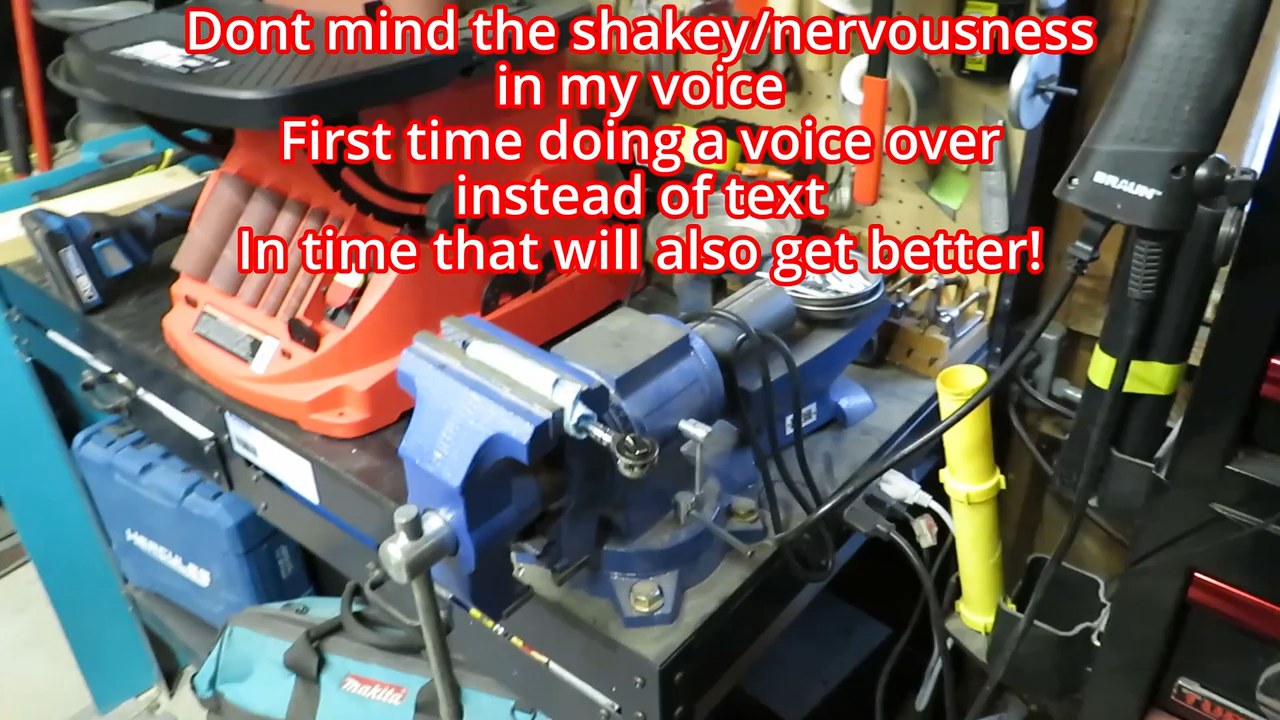 Dont mind the shakey/nervousness
in my voice
First time doing a voice over
instead of text
In time that will also get better!
BRAUN
HERCULES
makita